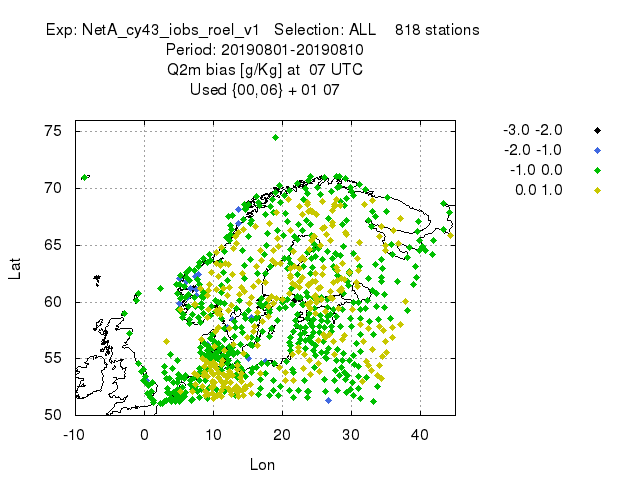 Exp: NetA_cy43_iobs_roel_v1   Selection: ALL    818 stations
Period: 20190801-20190810
Q2m bias [g/Kg] at  07 UTC
Used {00,06} + 01 07
-3.0 -2.0
-2.0 -1.0
-1.0 0.0
0.0 1.0
75
70
65
60
55
50
Lat
-10 0 10 20 30 40
Lon